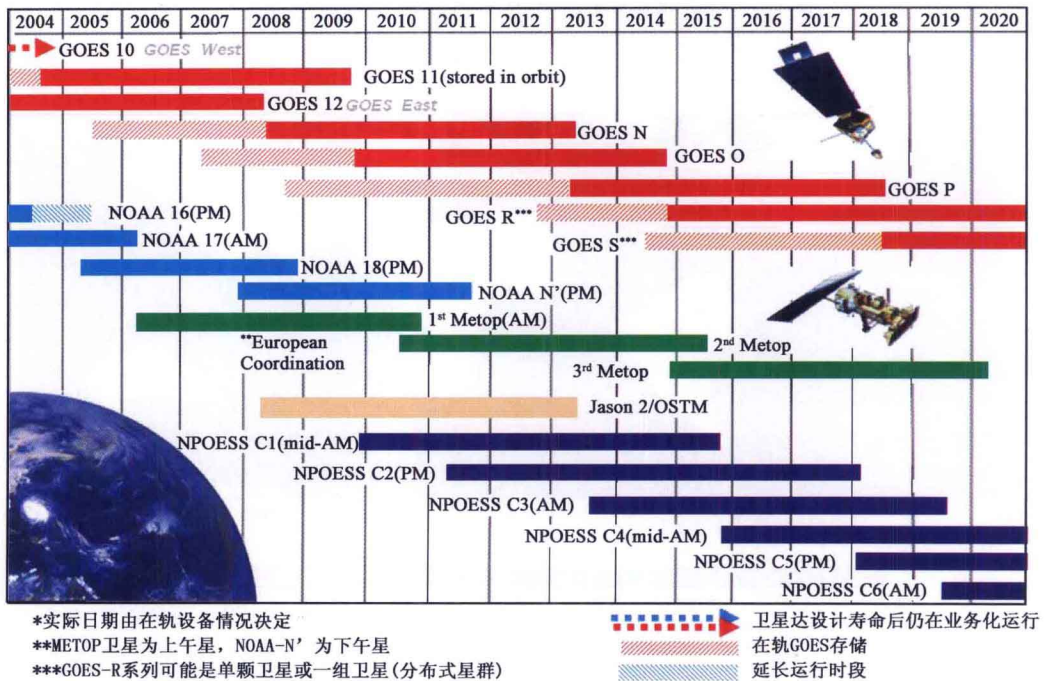 2004 2005 2006 2007 2008 2009 2010 2011 2012 2013 2014 2015 2016 2017 2018 2019 2020
GOES 10 GOES West
GOES 11(stored in orbit)
GOES 12 GOES East
GOES N
GOES O
GOES P
NOAA 16(PM)
GOES R***
NOAA 17(AM)
GOES S***
NOAA 18(PM)
NOAA N’(PM)
1st Metop(AM)
**European
Coordination
2nd Metop
3rd Metop
Jason 2/OSTM
NPOESS C1(mid-AM)
NPOESS C2(PM)
NPOESS C3(AM)
NPOESS C4(mid-AM)
NPOESS C5(PM)
NPOESS C6(AM)
*实际日期由在轨设备情况决定
**METOP卫星为上午星，NOAA-N’为下午星
***GOES-R系列可能是单颗卫星或一组卫星(分布式星群)
卫星达设计寿命后仍在业务化运行
在轨GOES存储
延长运行时段